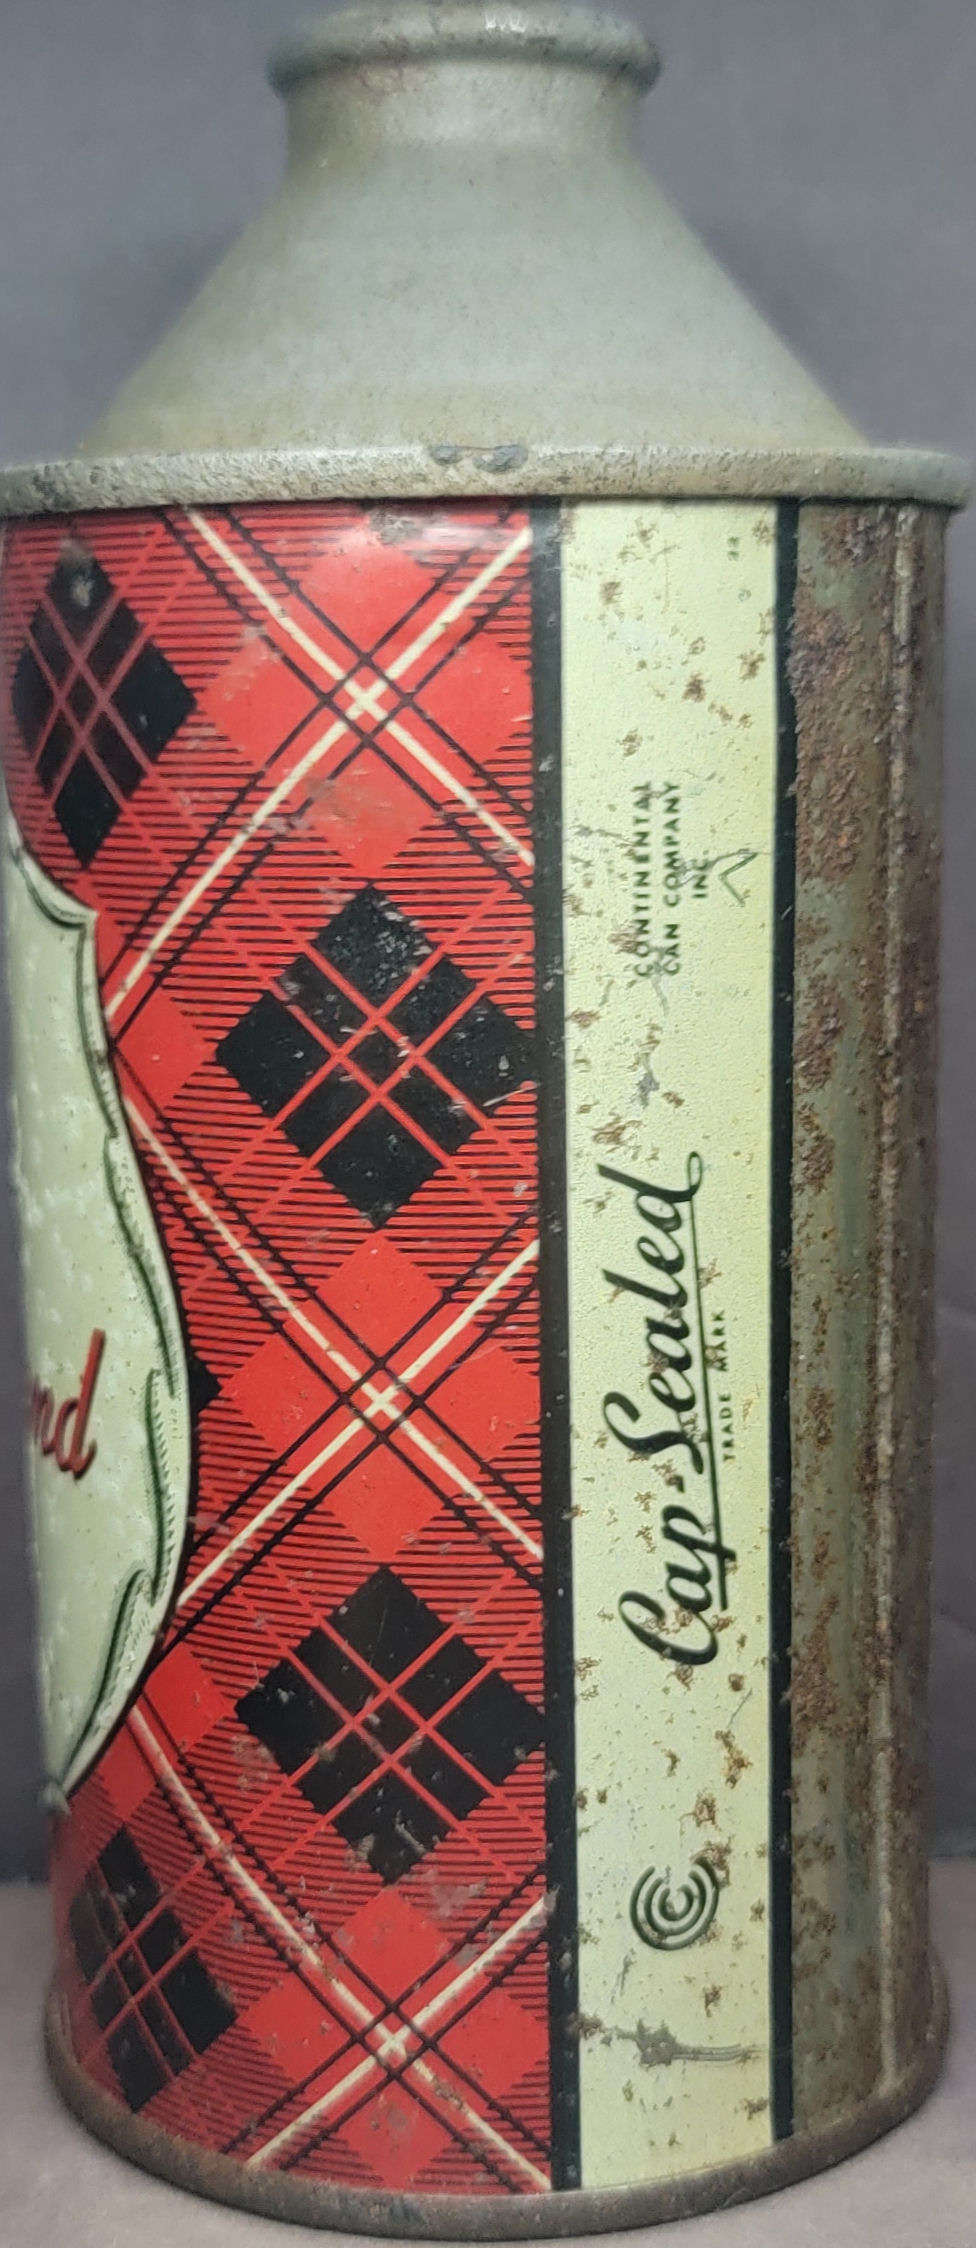 nd
Cap-Sealed
TRADE MARK
CONTINENTAL
CAN COMPANY
INC.
C